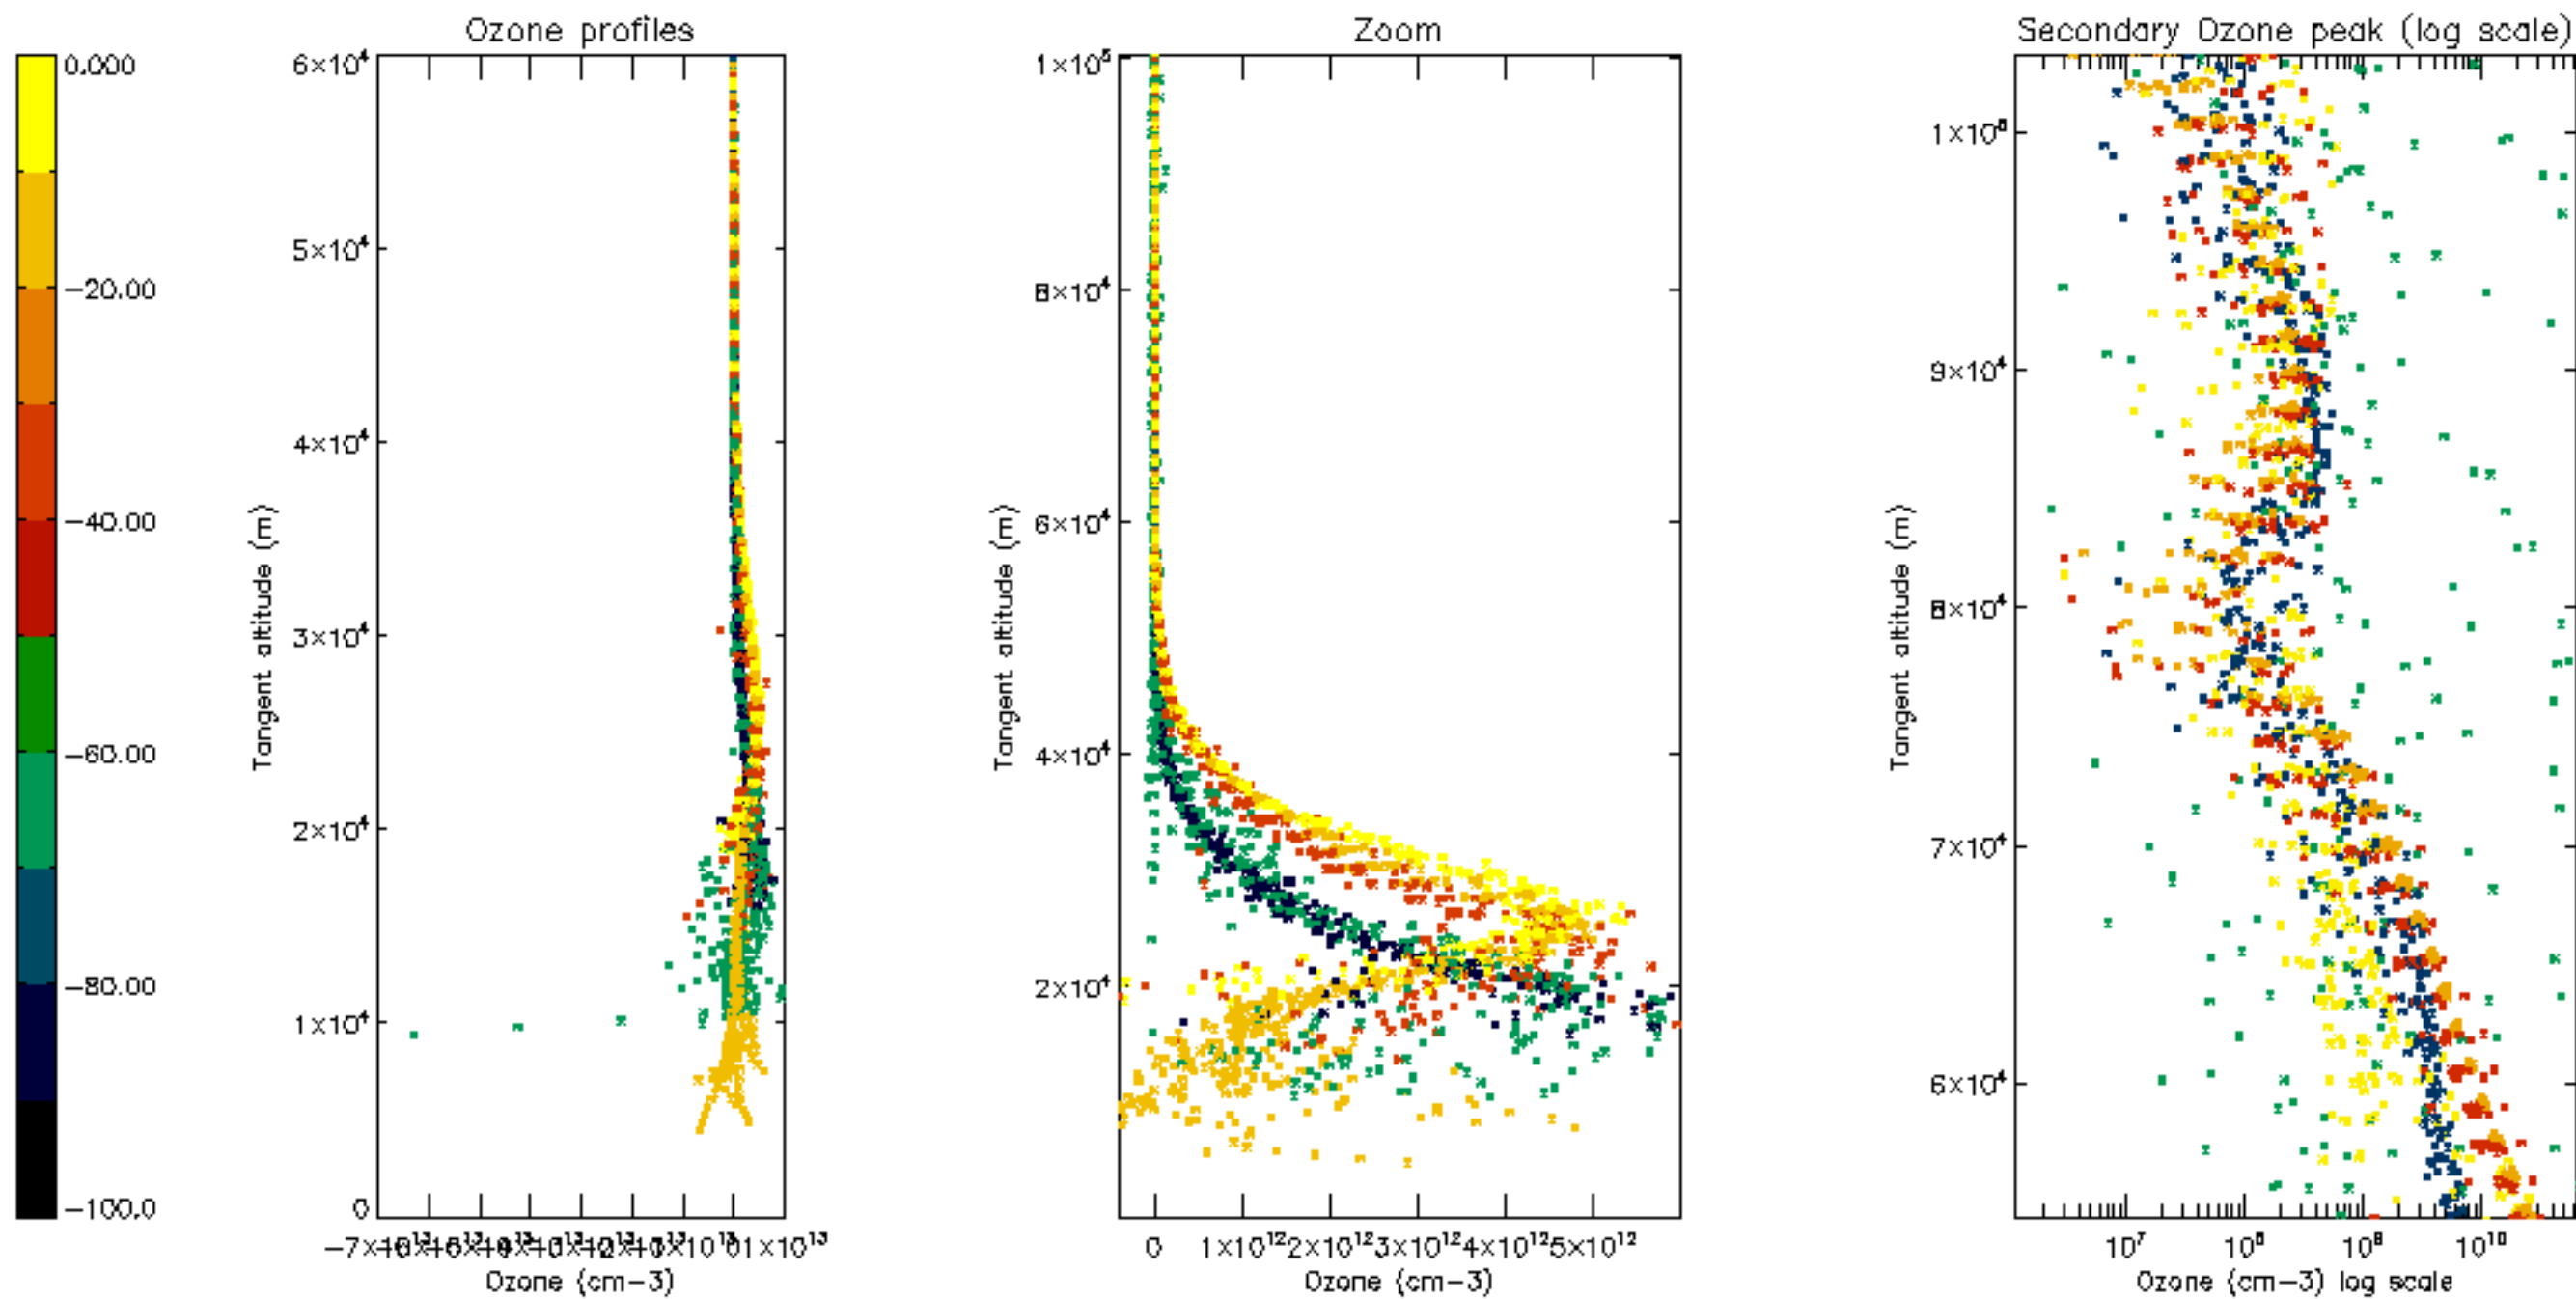 Ozone profiles
Zoom
Secondary Ozone peak (log scale)
0.000
-20.00
-40.00
-60.00
-80.00
-100.0
6×10⁴
5×10⁴
4×10⁴
3×10⁴
2×10⁴
1×10⁴
0
Tangent altitude (m)
01×10¹³
Ozone (cm-3)
1×10⁵
8×10⁴
6×10⁴
4×10⁴
2×10⁴
Tangent altitude (m)
0 1×10¹² 2×10¹² 3×10¹² 4×10¹² 5×10¹²
Ozone (cm-3)
9×10⁴
8×10⁴
7×10⁴
6×10⁴
Tangent altitude (m)
10⁷ 10⁸ 10⁹ 10¹⁰
Ozone (cm-3) log scale